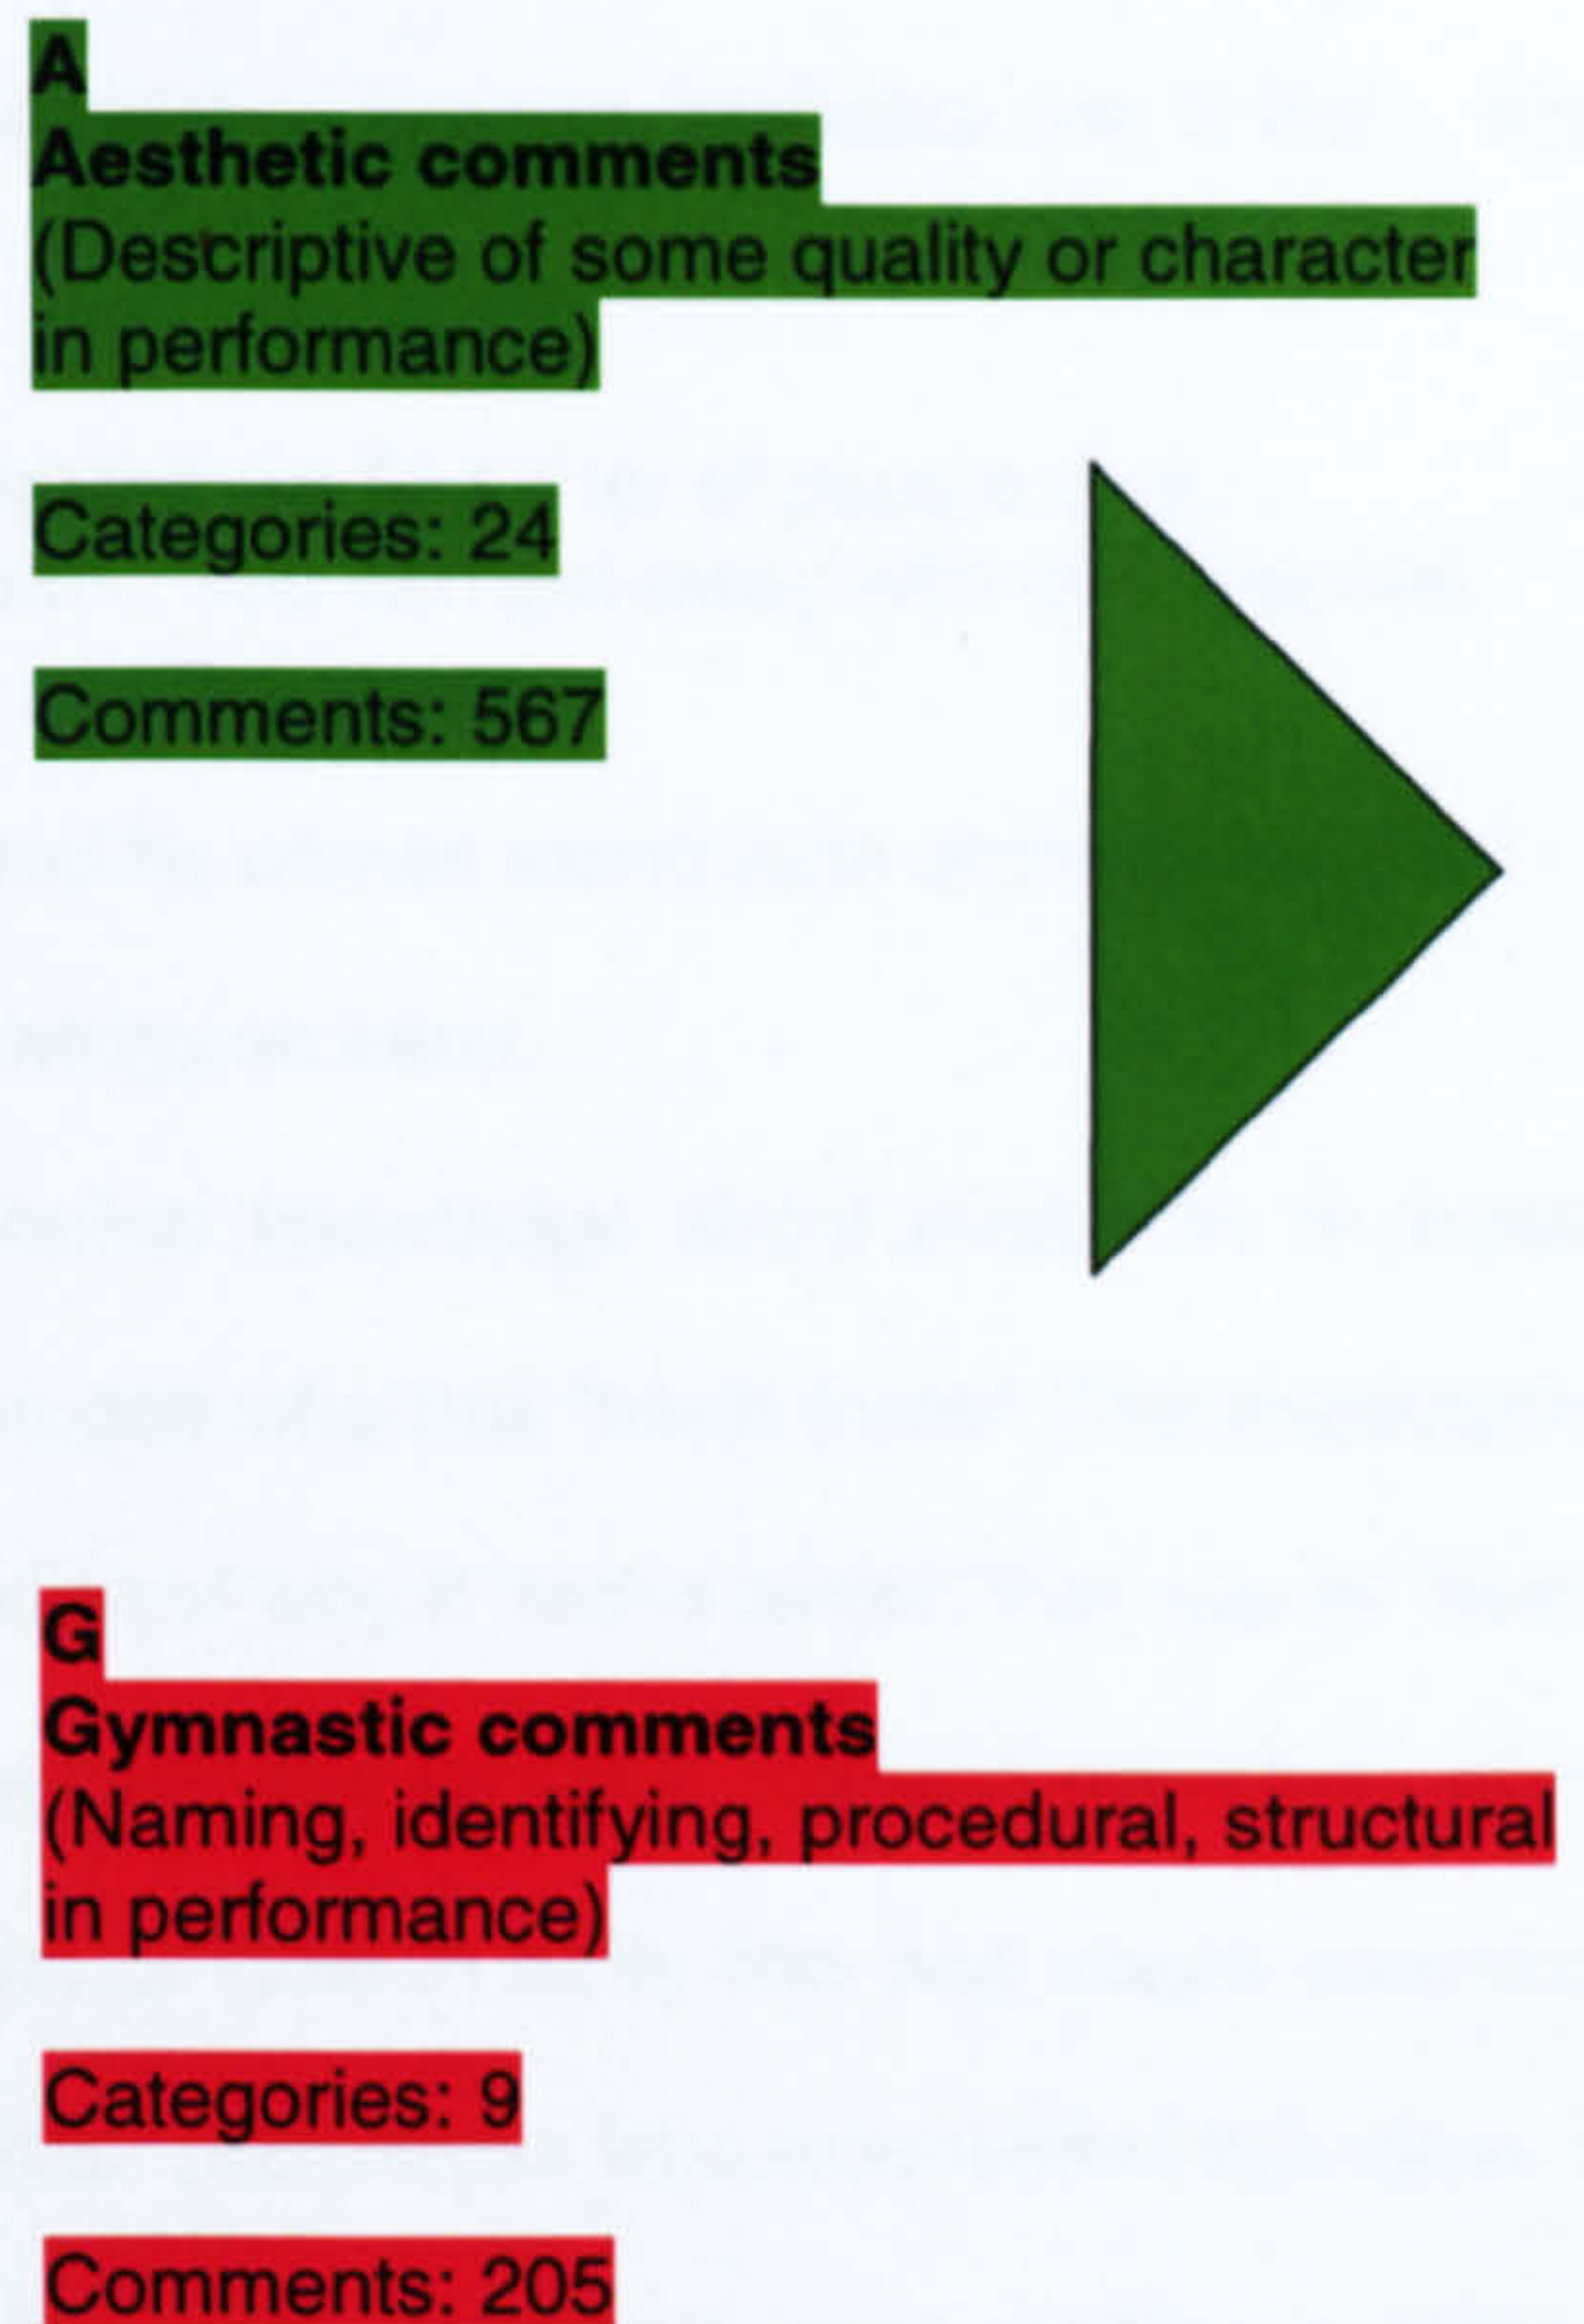 A
Aesthetic comments
(Descriptive of some quality or character
in performance)
Categories: 24
Comments: 567
G
Gymnastic comments
(Naming, identifying, procedural, structural
in performance)
Categories: 9
Comments: 205